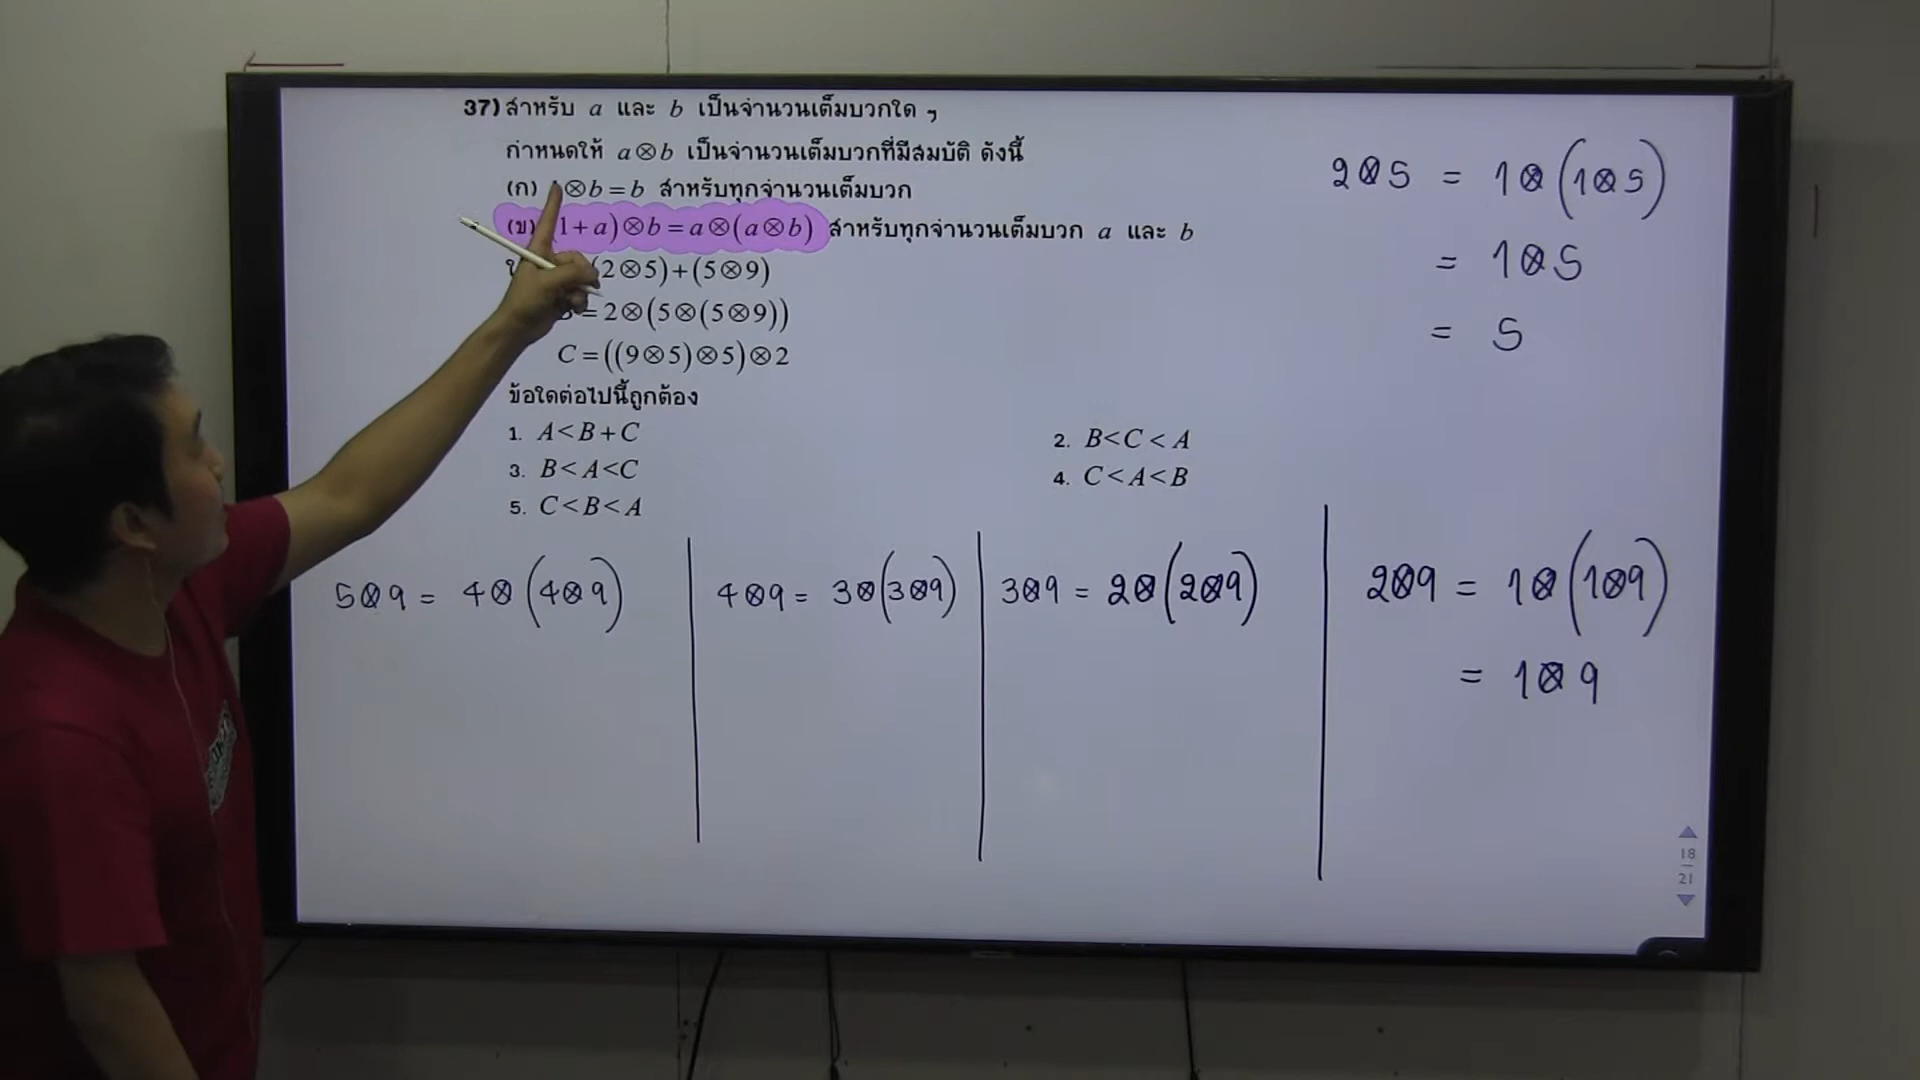 37) สำหรับ a และ b เป็นจำนวนเต็มบวกใด ๆ
กำหนดให้ a⊗b เป็นจำนวนเต็มบวกที่มีสมบัติ ดังนี้
(ก) ⊗b = b สำหรับทุกจำนวนเต็มบวก
(ข) (1+a)⊗b = a⊗(a⊗b) สำหรับทุกจำนวนเต็มบวก a และ b
(2⊗5)+(5⊗9)
B = 2⊗(5⊗(5⊗9))
C = ((9⊗5)⊗5)⊗2
ข้อใดต่อไปนี้ถูกต้อง
1. A<B+C
2. B<C<A
3. B<A<C
4. C<A<B
5. C<B<A
2⊗5 = 1⊗(1⊗5)
= 1⊗5
= 5
5⊗9 = 4⊗(4⊗9)
4⊗9 = 3⊗(3⊗9)
3⊗9 = 2⊗(2⊗9)
2⊗9 = 1⊗(1⊗9)
= 1⊗9
18
21